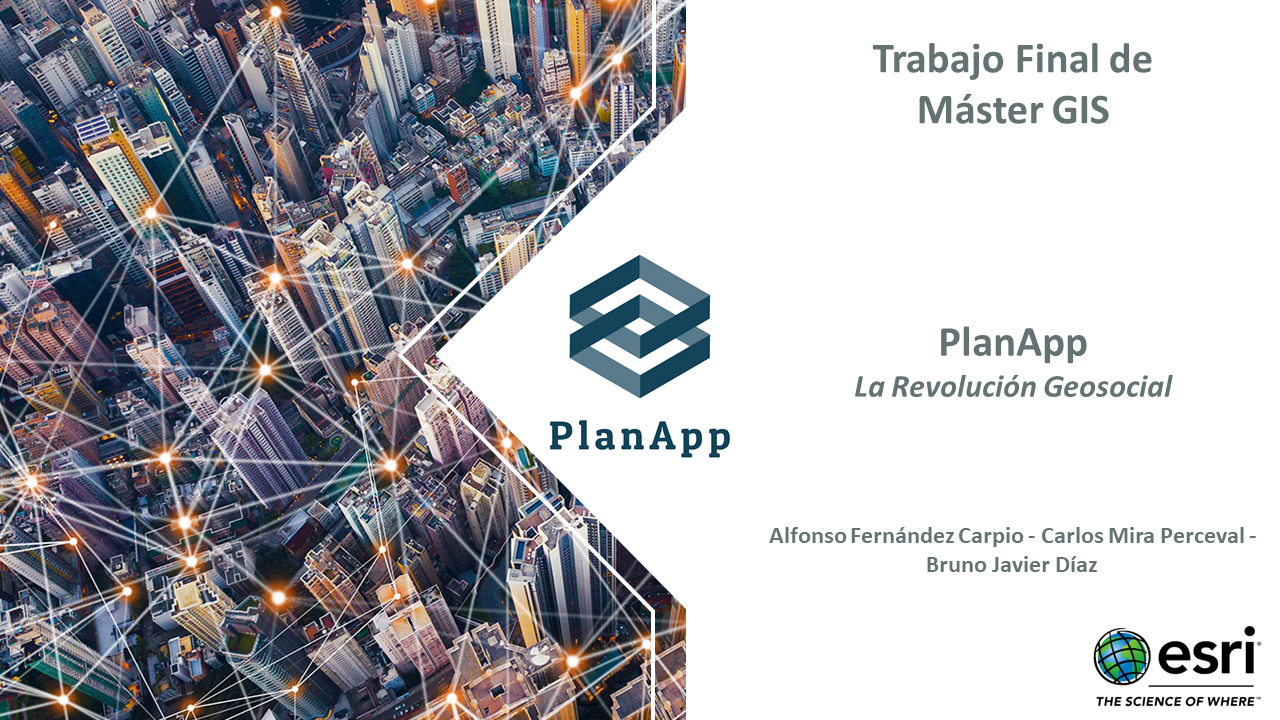 Trabajo Final de
Máster GIS
PlanApp
PlanApp
La Revolución Geosocial
Alfonso Fernández Carpio - Carlos Mira Perceval -
Bruno Javier Díaz
esri®
THE SCIENCE OF WHERE™